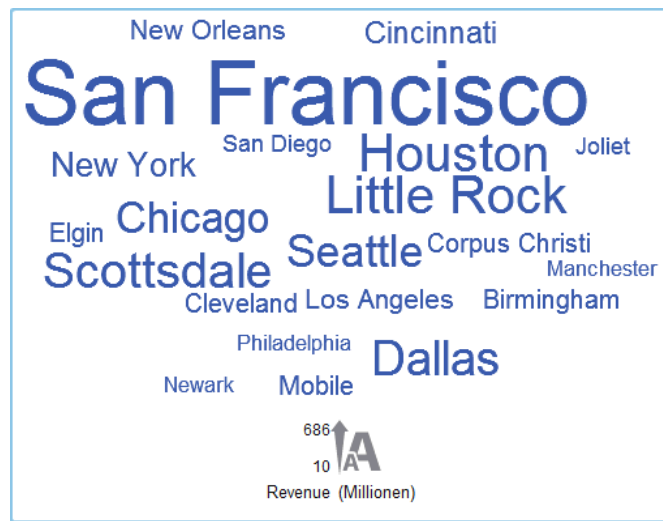 New Orleans Cincinnati
San Francisco
San Diego Houston Joliet
New York
Little Rock
Chicago
Elgin Seattle Corpus Christi
Scottsdale Manchester
Cleveland Los Angeles Birmingham
Philadelphia Dallas
Newark Mobile
686
10
Revenue (Millionen)